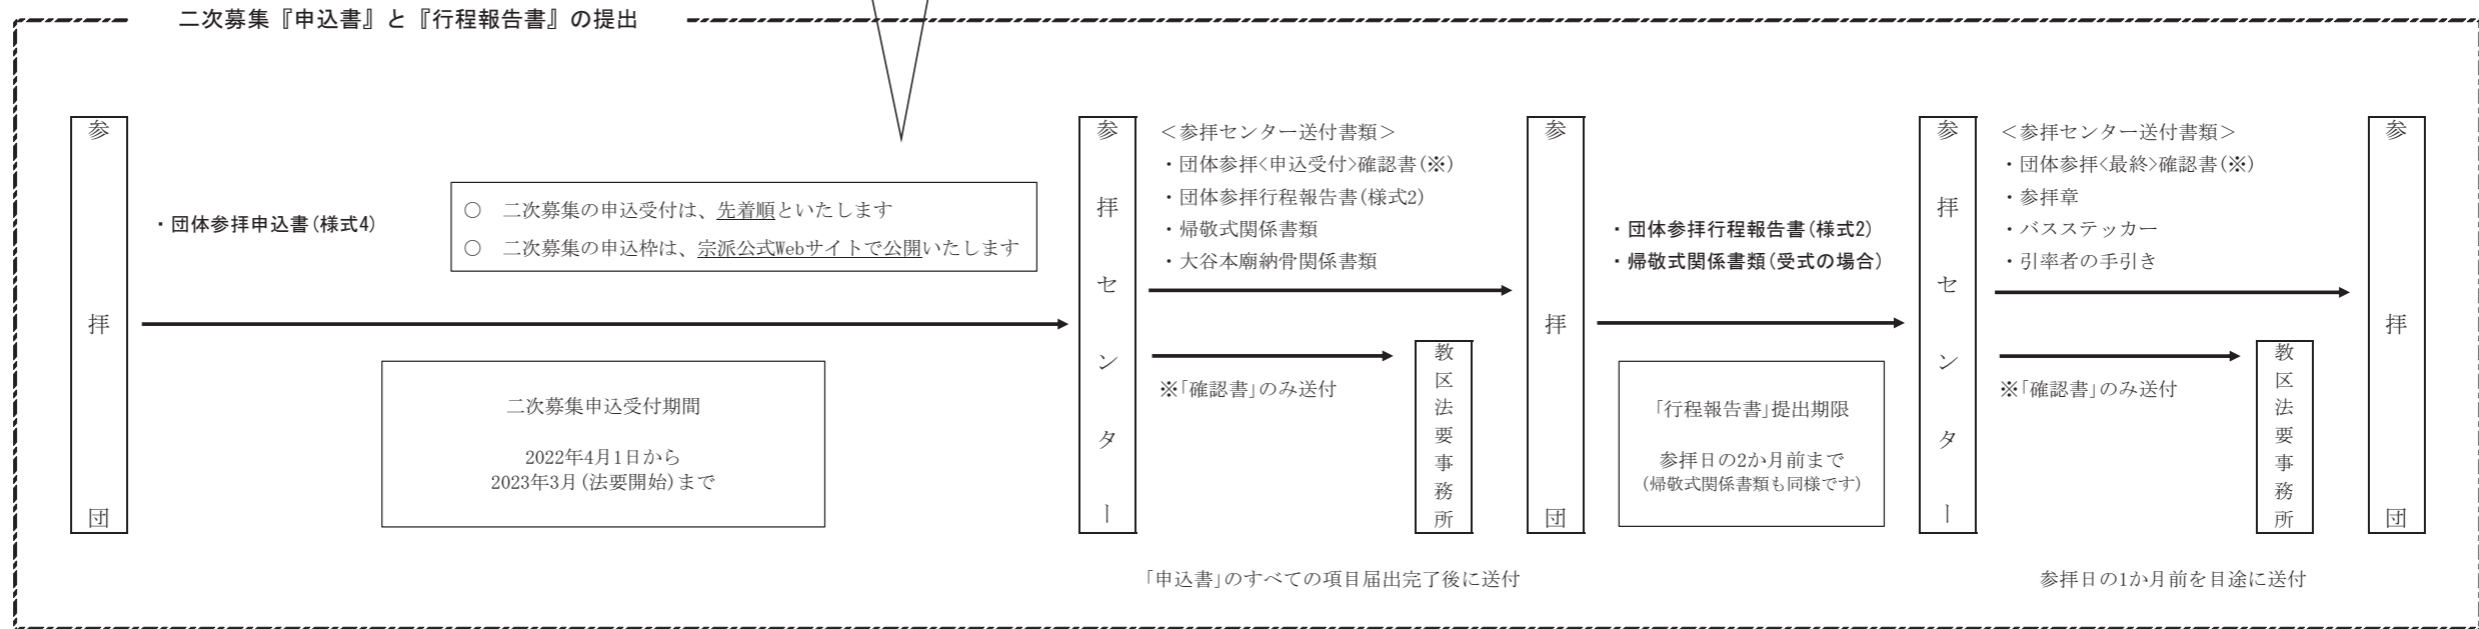 二次募集『申込書』と『行程報告書』の提出
参拝団
・団体参拝申込書(様式4)
○　二次募集の申込受付は、先着順といたします
○　二次募集の申込枠は、宗派公式Webサイトで公開いたします
二次募集申込受付期間
2022年4月1日から
2023年3月(法要開始)まで
参拝センター
＜参拝センター送付書類＞
・団体参拝<申込受付>確認書(※)
・団体参拝行程報告書(様式2)
・帰敬式関係書類
・大谷本廟納骨関係書類
※「確認書」のみ送付
教区法要事務所
「申込書」のすべての項目届出完了後に送付
参拝団
・団体参拝行程報告書(様式2)
・帰敬式関係書類(受式の場合)
「行程報告書」提出期限
参拝日の2か月前まで
(帰敬式関係書類も同様です)
参拝センター
＜参拝センター送付書類＞
・団体参拝<最終>確認書(※)
・参拝章
・バスステッカー
・引率者の手引き
※「確認書」のみ送付
教区法要事務所
参拝日の1か月前を目途に送付
参拝団